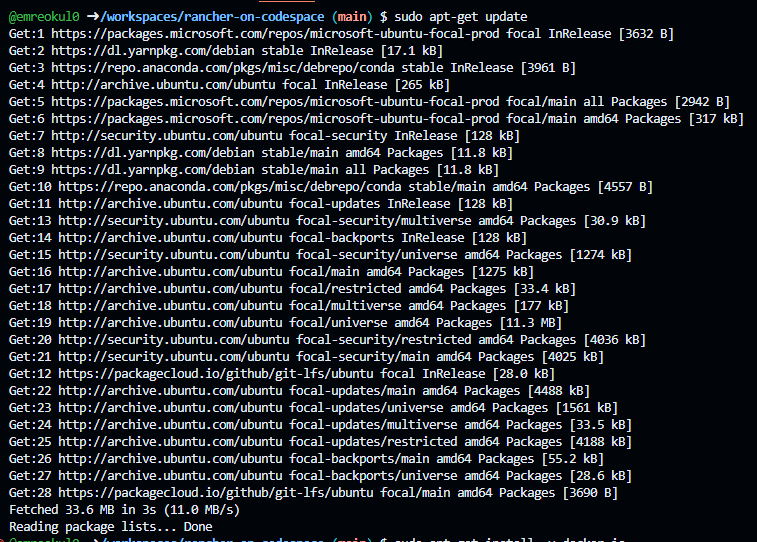 @emreokul0 ➜/workspaces/rancher-on-codespace (main) $ sudo apt-get update
Get:1 https://packages.microsoft.com/repos/microsoft-ubuntu-focal-prod focal InRelease [3632 B]
Get:2 https://dl.yarnpkg.com/debian stable InRelease [17.1 kB]
Get:3 https://repo.anaconda.com/pkgs/misc/debrepo/conda stable InRelease [3961 B]
Get:4 http://archive.ubuntu.com/ubuntu focal InRelease [265 kB]
Get:5 https://packages.microsoft.com/repos/microsoft-ubuntu-focal-prod focal/main all Packages [2942 B]
Get:6 https://packages.microsoft.com/repos/microsoft-ubuntu-focal-prod focal/main amd64 Packages [317 kB]
Get:7 http://security.ubuntu.com/ubuntu focal-security InRelease [128 kB]
Get:8 https://dl.yarnpkg.com/debian stable/main amd64 Packages [11.8 kB]
Get:9 https://dl.yarnpkg.com/debian stable/main all Packages [11.8 kB]
Get:10 https://repo.anaconda.com/pkgs/misc/debrepo/conda stable/main amd64 Packages [4557 B]
Get:11 http://archive.ubuntu.com/ubuntu focal-updates InRelease [128 kB]
Get:13 http://security.ubuntu.com/ubuntu focal-security/multiverse amd64 Packages [30.9 kB]
Get:14 http://archive.ubuntu.com/ubuntu focal-backports InRelease [128 kB]
Get:15 http://security.ubuntu.com/ubuntu focal-security/universe amd64 Packages [1274 kB]
Get:16 http://archive.ubuntu.com/ubuntu focal/main amd64 Packages [1275 kB]
Get:17 http://archive.ubuntu.com/ubuntu focal/restricted amd64 Packages [33.4 kB]
Get:18 http://archive.ubuntu.com/ubuntu focal/multiverse amd64 Packages [177 kB]
Get:19 http://archive.ubuntu.com/ubuntu focal/universe amd64 Packages [11.3 MB]
Get:20 http://security.ubuntu.com/ubuntu focal-security/restricted amd64 Packages [4036 kB]
Get:21 http://security.ubuntu.com/ubuntu focal-security/main amd64 Packages [4025 kB]
Get:12 https://packagecloud.io/github/git-lfs/ubuntu focal InRelease [28.0 kB]
Get:22 http://archive.ubuntu.com/ubuntu focal-updates/main amd64 Packages [4488 kB]
Get:23 http://archive.ubuntu.com/ubuntu focal-updates/universe amd64 Packages [1561 kB]
Get:24 http://archive.ubuntu.com/ubuntu focal-updates/multiverse amd64 Packages [33.5 kB]
Get:25 http://archive.ubuntu.com/ubuntu focal-updates/restricted amd64 Packages [4188 kB]
Get:26 http://archive.ubuntu.com/ubuntu focal-backports/main amd64 Packages [55.2 kB]
Get:27 http://archive.ubuntu.com/ubuntu focal-backports/universe amd64 Packages [28.6 kB]
Get:28 https://packagecloud.io/github/git-lfs/ubuntu focal/main amd64 Packages [3690 B]
Fetched 33.6 MB in 3s (11.0 MB/s)
Reading package lists... Done